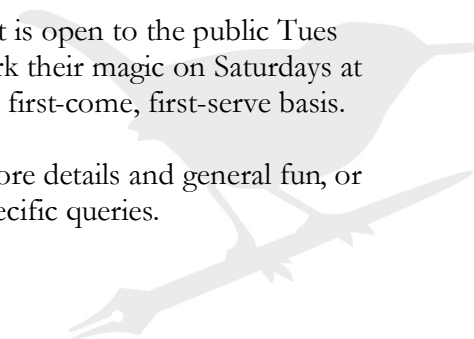 t is open to the public Tues
rk their magic on Saturdays at
first-come, first-serve basis.
ore details and general fun, or
ecific queries.